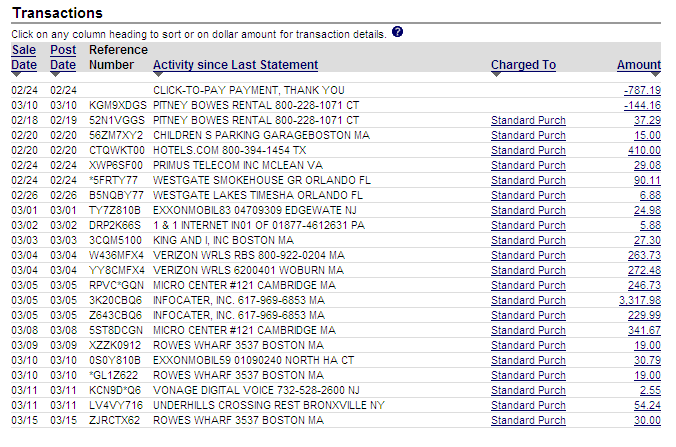 Transactions
Click on any column heading to sort or on dollar amount for transaction details. ?
Sale Date Post Date Reference Number Activity since Last Statement Charged To Amount
02/24 02/24 CLICK-TO-PAY PAYMENT, THANK YOU -787.19
03/10 03/10 KGM9XDGS PITNEY BOWES RENTAL 800-228-1071 CT -144.16
02/18 02/19 52N1VGGS PITNEY BOWES RENTAL 800-228-1071 CT Standard Purch 37.29
02/20 02/20 56ZM7XY2 CHILDREN S PARKING GARAGEBOSTON MA Standard Purch 15.00
02/20 02/20 CTQWKT00 HOTELS.COM 800-394-1454 TX Standard Purch 410.00
02/24 02/24 XWP6SF00 PRIMUS TELECOM INC MCLEAN VA Standard Purch 29.08
02/24 02/24 *5FRTY77 WESTGATE SMOKEHOUSE GR ORLANDO FL Standard Purch 90.11
02/26 02/26 B5NQBY77 WESTGATE LAKES TIMESHA ORLANDO FL Standard Purch 6.88
03/01 03/01 TY7Z810B EXXONMOBIL83 04709309 EDGEWATE NJ Standard Purch 24.98
03/02 03/02 DRP2K66S 1 & 1 INTERNET IN01 OF 01877-4612631 PA Standard Purch 5.88
03/03 03/03 3CQM5100 KING AND I, INC BOSTON MA Standard Purch 27.30
03/04 03/04 W436MFX4 VERIZON WRLS RBS 800-922-0204 MA Standard Purch 263.73
03/04 03/04 YY8CMFX4 VERIZON WRLS 6200401 WOBURN MA Standard Purch 272.48
03/05 03/05 RPVC*GQN MICRO CENTER #121 CAMBRIDGE MA Standard Purch 246.73
03/05 03/05 3K20CBQ6 INFOCATER, INC. 617-969-6853 MA Standard Purch 3,317.98
03/05 03/05 Z643CBQ6 INFOCATER, INC. 617-969-6853 MA Standard Purch 229.99
03/08 03/08 5ST8DCGN MICRO CENTER #121 CAMBRIDGE MA Standard Purch 341.67
03/09 03/09 XZZK0912 ROWES WHARF 3537 BOSTON MA Standard Purch 19.00
03/10 03/10 0S0Y810B EXXONMOBIL59 01090240 NORTH HA CT Standard Purch 30.79
03/10 03/10 *GL1Z622 ROWES WHARF 3537 BOSTON MA Standard Purch 19.00
03/11 03/11 KCN9D*Q6 VONAGE DIGITAL VOICE 732-528-2600 NJ Standard Purch 2.55
03/11 03/11 LV4VY716 UNDERHILLS CROSSING REST BRONXVILLE NY Standard Purch 54.24
03/15 03/15 ZJRCTX62 ROWES WHARF 3537 BOSTON MA Standard Purch 30.00